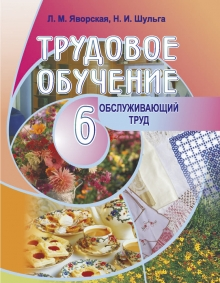 Л. М. Яворская, Н. И. Шульга
ТРУДОВОЕ
ОБУЧЕНИЕ
6
ОБСЛУЖИВАЮЩИЙ
ТРУД